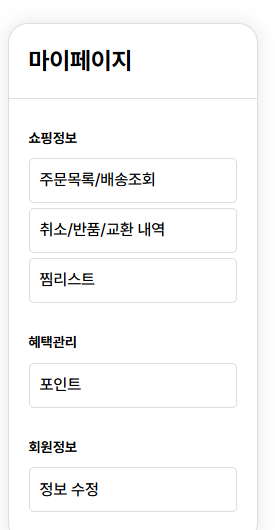 마이페이지
쇼핑정보
주문목록/배송조회
취소/반품/교환 내역
찜리스트
혜택관리
포인트
회원정보
정보 수정